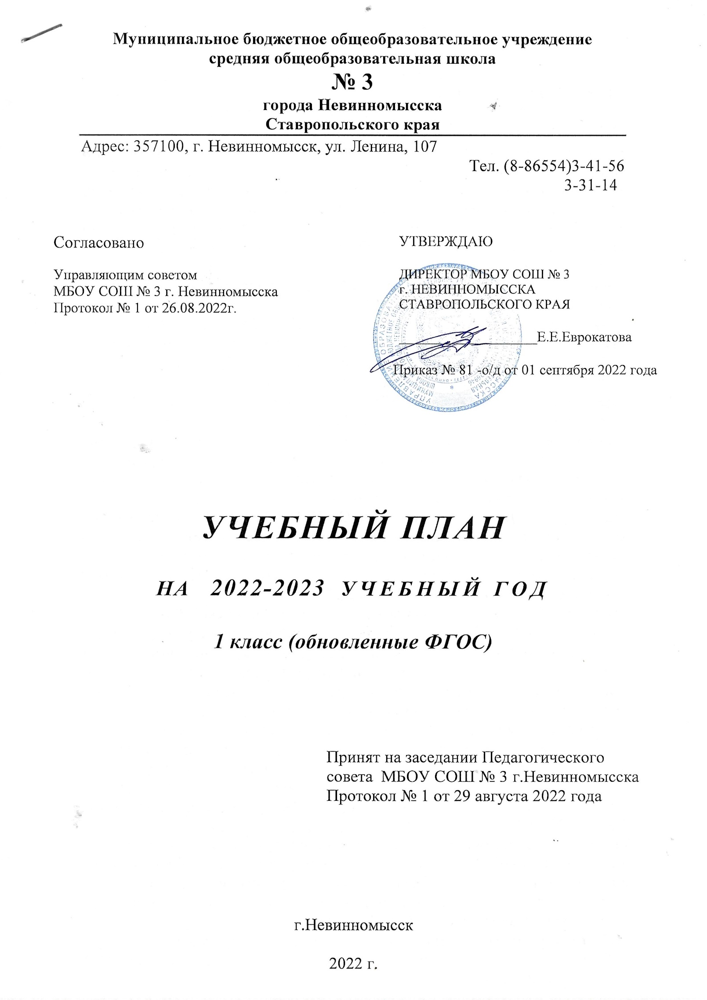 Муниципальное бюджетное общеобразовательное учреждение
средняя общеобразовательная школа
№ 3
города Невинномысска
Ставропольского края
Адрес: 357100, г. Невинномысск, ул. Ленина, 107
Тел. (8-86554)3-41-56
3-31-14
Согласовано
Управляющим советом
МБОУ СОШ № 3 г. Невинномысска
Протокол № 1 от 26.08.2022г.
УТВЕРЖДАЮ
ДИРЕКТОР МБОУ СОШ № 3
г. НЕВИННОМЫССКА
СТАВРОПОЛЬСКОГО КРАЯ
Е.Е.Еврокатова
Приказ № 81 -о/д от 01 сентября 2022 года
УЧЕБНЫЙ ПЛАН
НА 2022-2023 УЧЕБНЫЙ ГОД
1 класс (обновленные ФГОС)
Принят на заседании Педагогического
совета МБОУ СОШ № 3 г.Невинномысска
Протокол № 1 от 29 августа 2022 года
г.Невинномысск
2022 г.